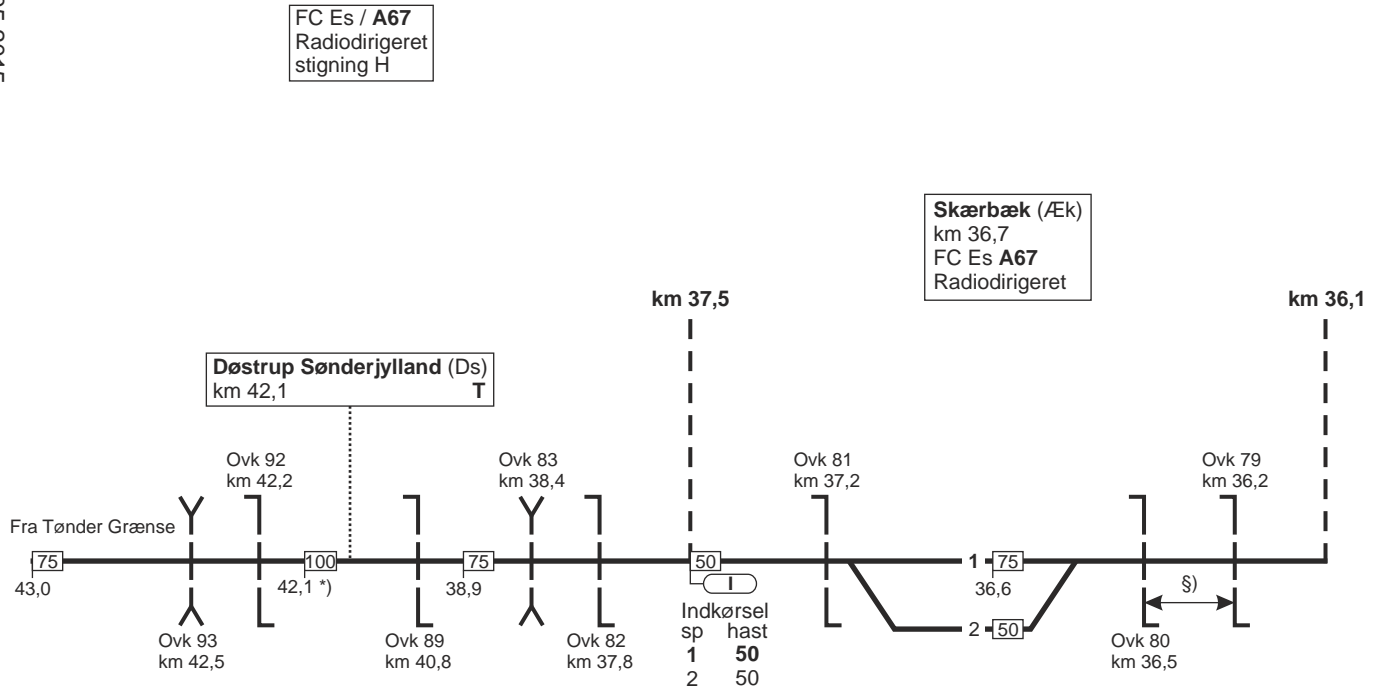 FC Es / A67
Radiodirigeret
stigning H
Skærbæk (Æk)
km 36,7
FC Es A67
Radiodirigeret
km 37,5
km 36,1
Døstrup Sønderjylland (Ds)
km 42,1 T
Ovk 92
km 42,2
Ovk 83
km 38,4
Ovk 81
km 37,2
Ovk 79
km 36,2
Fra Tønder Grænse
75
43,0
100
42,1 *)
75
38,9
50
I
1 75
36,6
2 50
§)
Ovk 93
km 42,5
Ovk 89
km 40,8
Ovk 82
km 37,8
Indkørsel
sp hast
1 50
2 50
Ovk 80
km 36,5